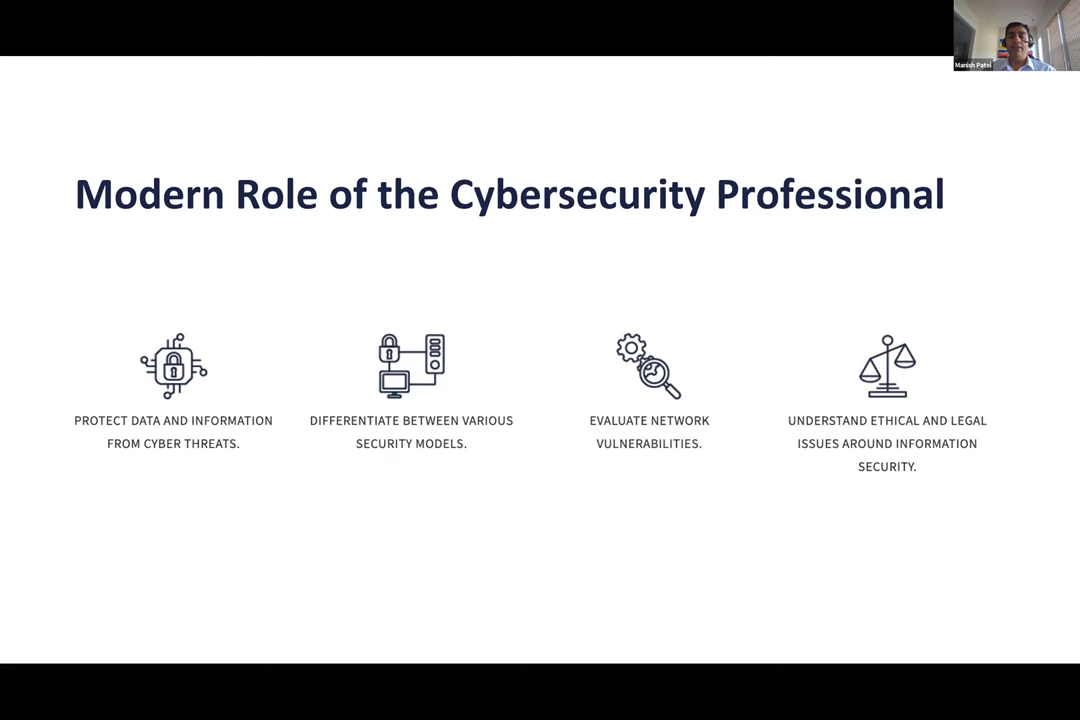 Manish Patel
Modern Role of the Cybersecurity Professional
PROTECT DATA AND INFORMATION
FROM CYBER THREATS.
DIFFERENTIATE BETWEEN VARIOUS
SECURITY MODELS.
EVALUATE NETWORK
VULNERABILITIES.
UNDERSTAND ETHICAL AND LEGAL
ISSUES AROUND INFORMATION
SECURITY.